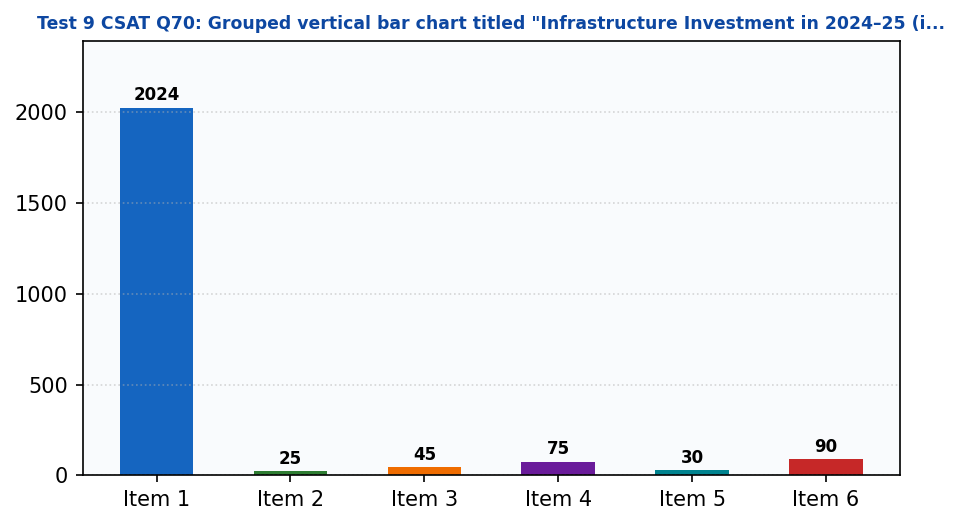 Test 9 CSAT Q70: Grouped vertical bar chart titled "Infrastructure Investment in 2024–25 (i...
2024
2000
1500
1000
500
0
25
45
75
30
90
Item 1
Item 2
Item 3
Item 4
Item 5
Item 6